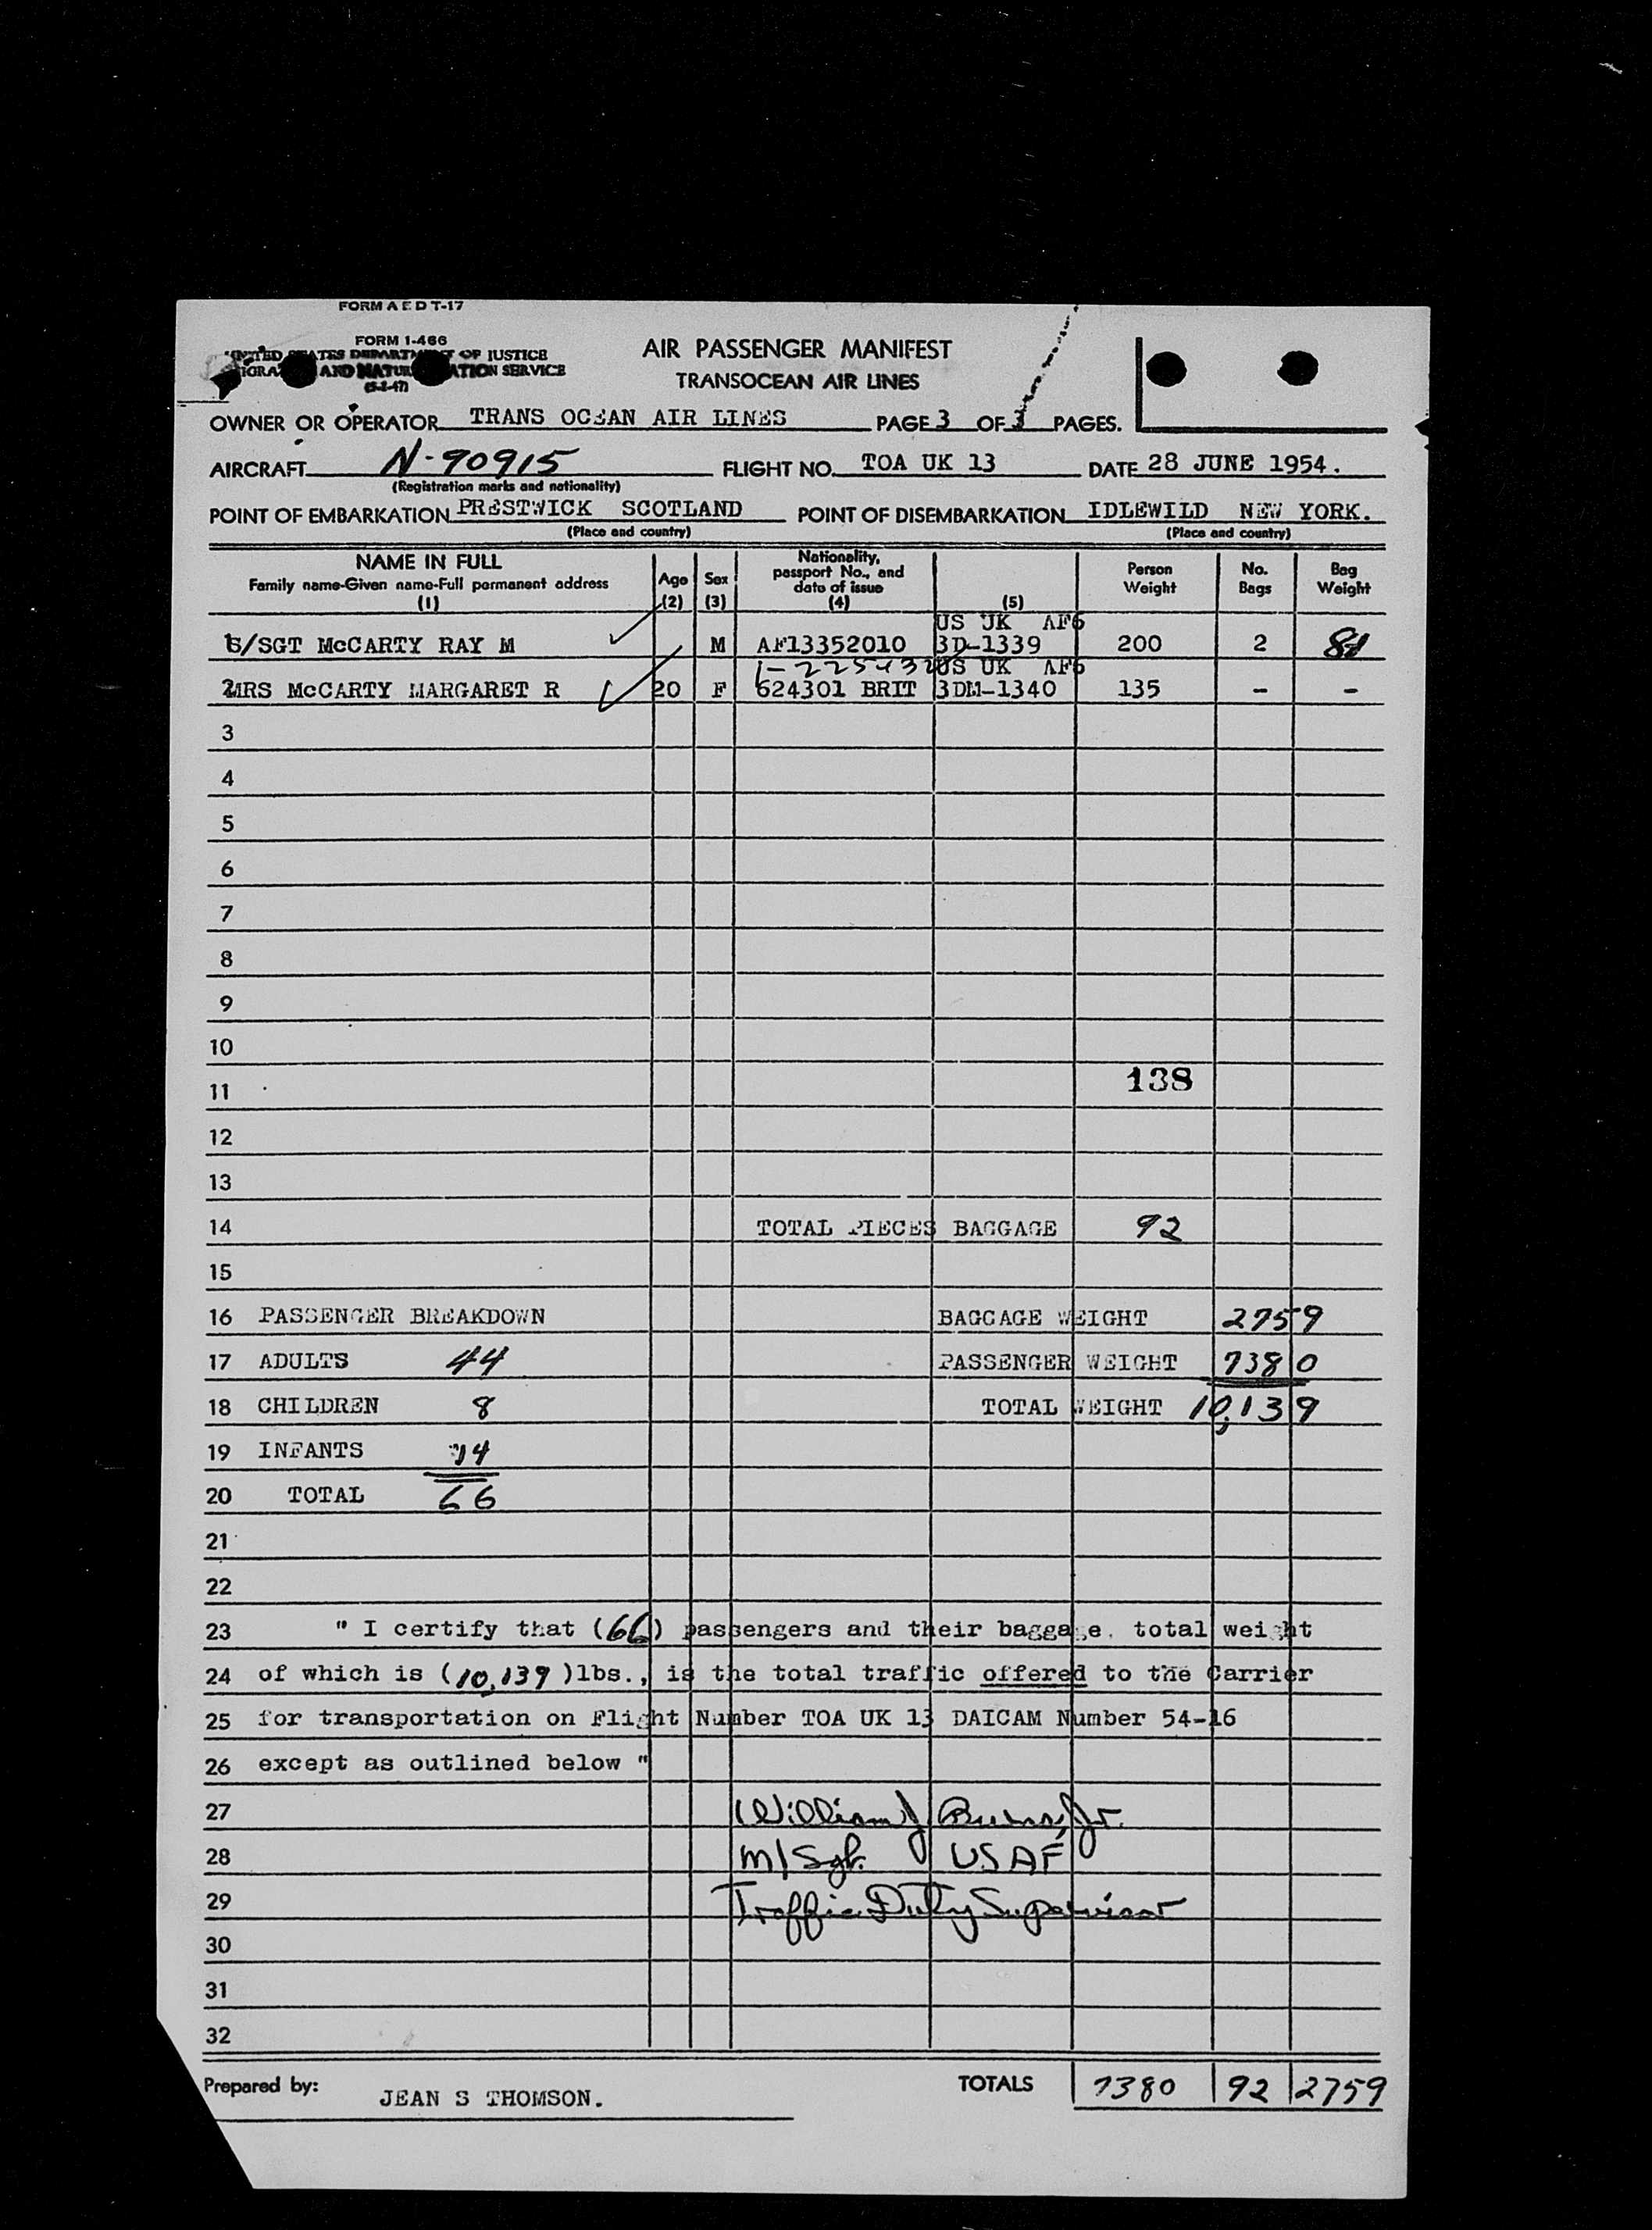 FORM A E D T-17
FORM 1-466
OF JUSTICE
AND ATION SERVICE
(5-1-47)
AIR PASSENGER MANIFEST
TRANSOCEAN AIR LINES
OWNER OR OPERATOR TRANS OCEAN AIR LINES PAGE 3 OF 3 PAGES.
AIRCRAFT N-90915 FLIGHT NO. TOA UK 13 DATE 28 JUNE 1954.
(Registration marks and nationality)
POINT OF EMBARKATION PRESTWICK SCOTLAND POINT OF DISEMBARKATION IDLEWILD NEW YORK.
(Place and country) (Place and country)
NAME IN FULL
Family name-Given name-Full permanent address
(1)
Age
(2)
Sex
(3)
Nationality,
passport No., and
date of issue
(4)
(5)
Person
Weight
No.
Bags
Bag
Weight
US UK AF6
S/SGT McCARTY RAY M M AF13352010 3D-1339 200 2
US UK AF6
MRS McCARTY MARGARET R 20 F 624301 BRIT 3DM-1340 135 - -
3
4
5
6
7
8
9
10
11 138
12
13
14 TOTAL PIECES BAGGAGE 92
15
16 PASSENGER BREAKDOWN BAGGAGE WEIGHT 2759
17 ADULTS 44 PASSENGER WEIGHT 7380
18 CHILDREN 8 TOTAL WEIGHT 10,139
19 INFANTS 14
20 TOTAL 66
21
22
23 " I certify that (66) passengers and their baggage, total weight
24 of which is (10,139)lbs., is the total traffic offered to the Carrier
25 for transportation on Flight Number TOA UK 13 DAICAM Number 54-16
26 except as outlined below "
27 William J Jr.
28 M/Sgt. USAF
29 Traffic Duty Supervisor
30
31
32
Prepared by: JEAN S THOMSON. TOTALS 7380 92 2759